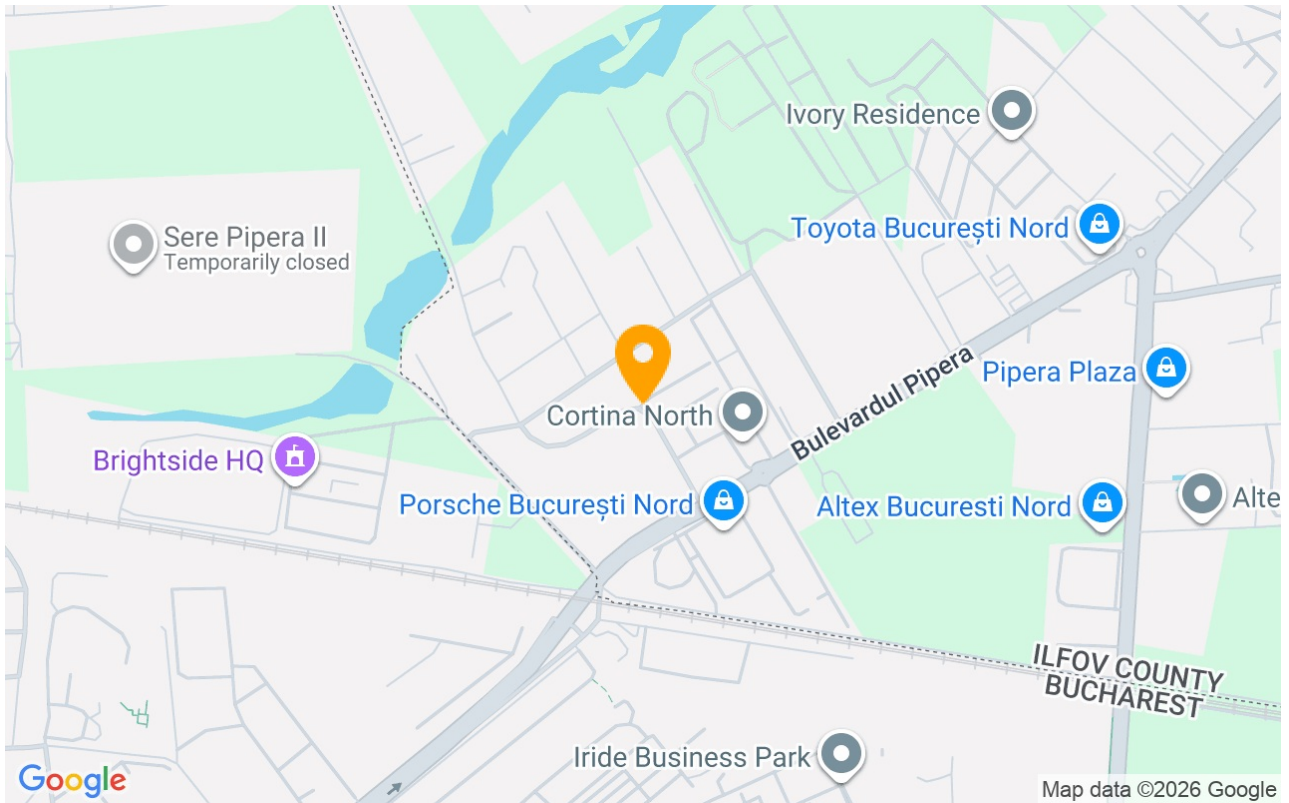 Ivory Residence
Toyota București Nord
Sere Pipera II
Temporarily closed
Bulevardul Pipera
Pipera Plaza
Cortina North
Brightside HQ
Porsche București Nord
Altex Bucuresti Nord
Alte
ILFOV COUNTY
BUCHAREST
Iride Business Park
Google
Map data ©2026 Google